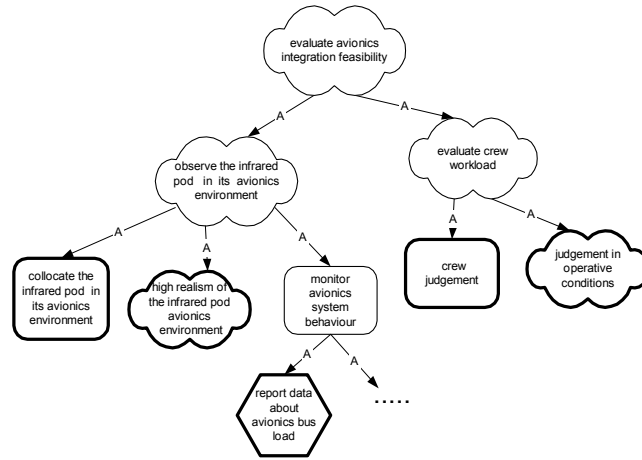 evaluate avionics
integration feasibility
A
A
observe the infrared
pod in its avionics
environment
evaluate crew
workload
A
A
A
A
A
collocate the
infrared pod in
its avionics
environment
high realism of
the infrared pod
avionics
environment
monitor
avionics
system
behaviour
crew
judgement
judgement in
operative
conditions
A
A
report data
about
avionics bus
load
.....